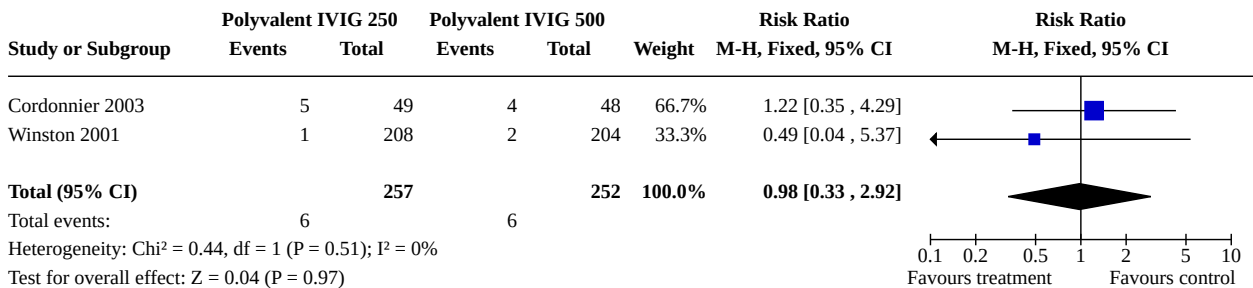 Polyvalent IVIG 250 Polyvalent IVIG 500 Risk Ratio Risk Ratio
Study or Subgroup Events Total Events Total Weight M-H, Fixed, 95% CI M-H, Fixed, 95% CI
Cordonnier 2003 5 49 4 48 66.7% 1.22 [0.35 , 4.29]
Winston 2001 1 208 2 204 33.3% 0.49 [0.04 , 5.37]
Total (95% CI) 257 252 100.0% 0.98 [0.33 , 2.92]
Total events: 6 6
Heterogeneity: Chi² = 0.44, df = 1 (P = 0.51); I² = 0%
0.1 0.2 0.5 1 2 5 10
Test for overall effect: Z = 0.04 (P = 0.97) Favours treatment Favours control